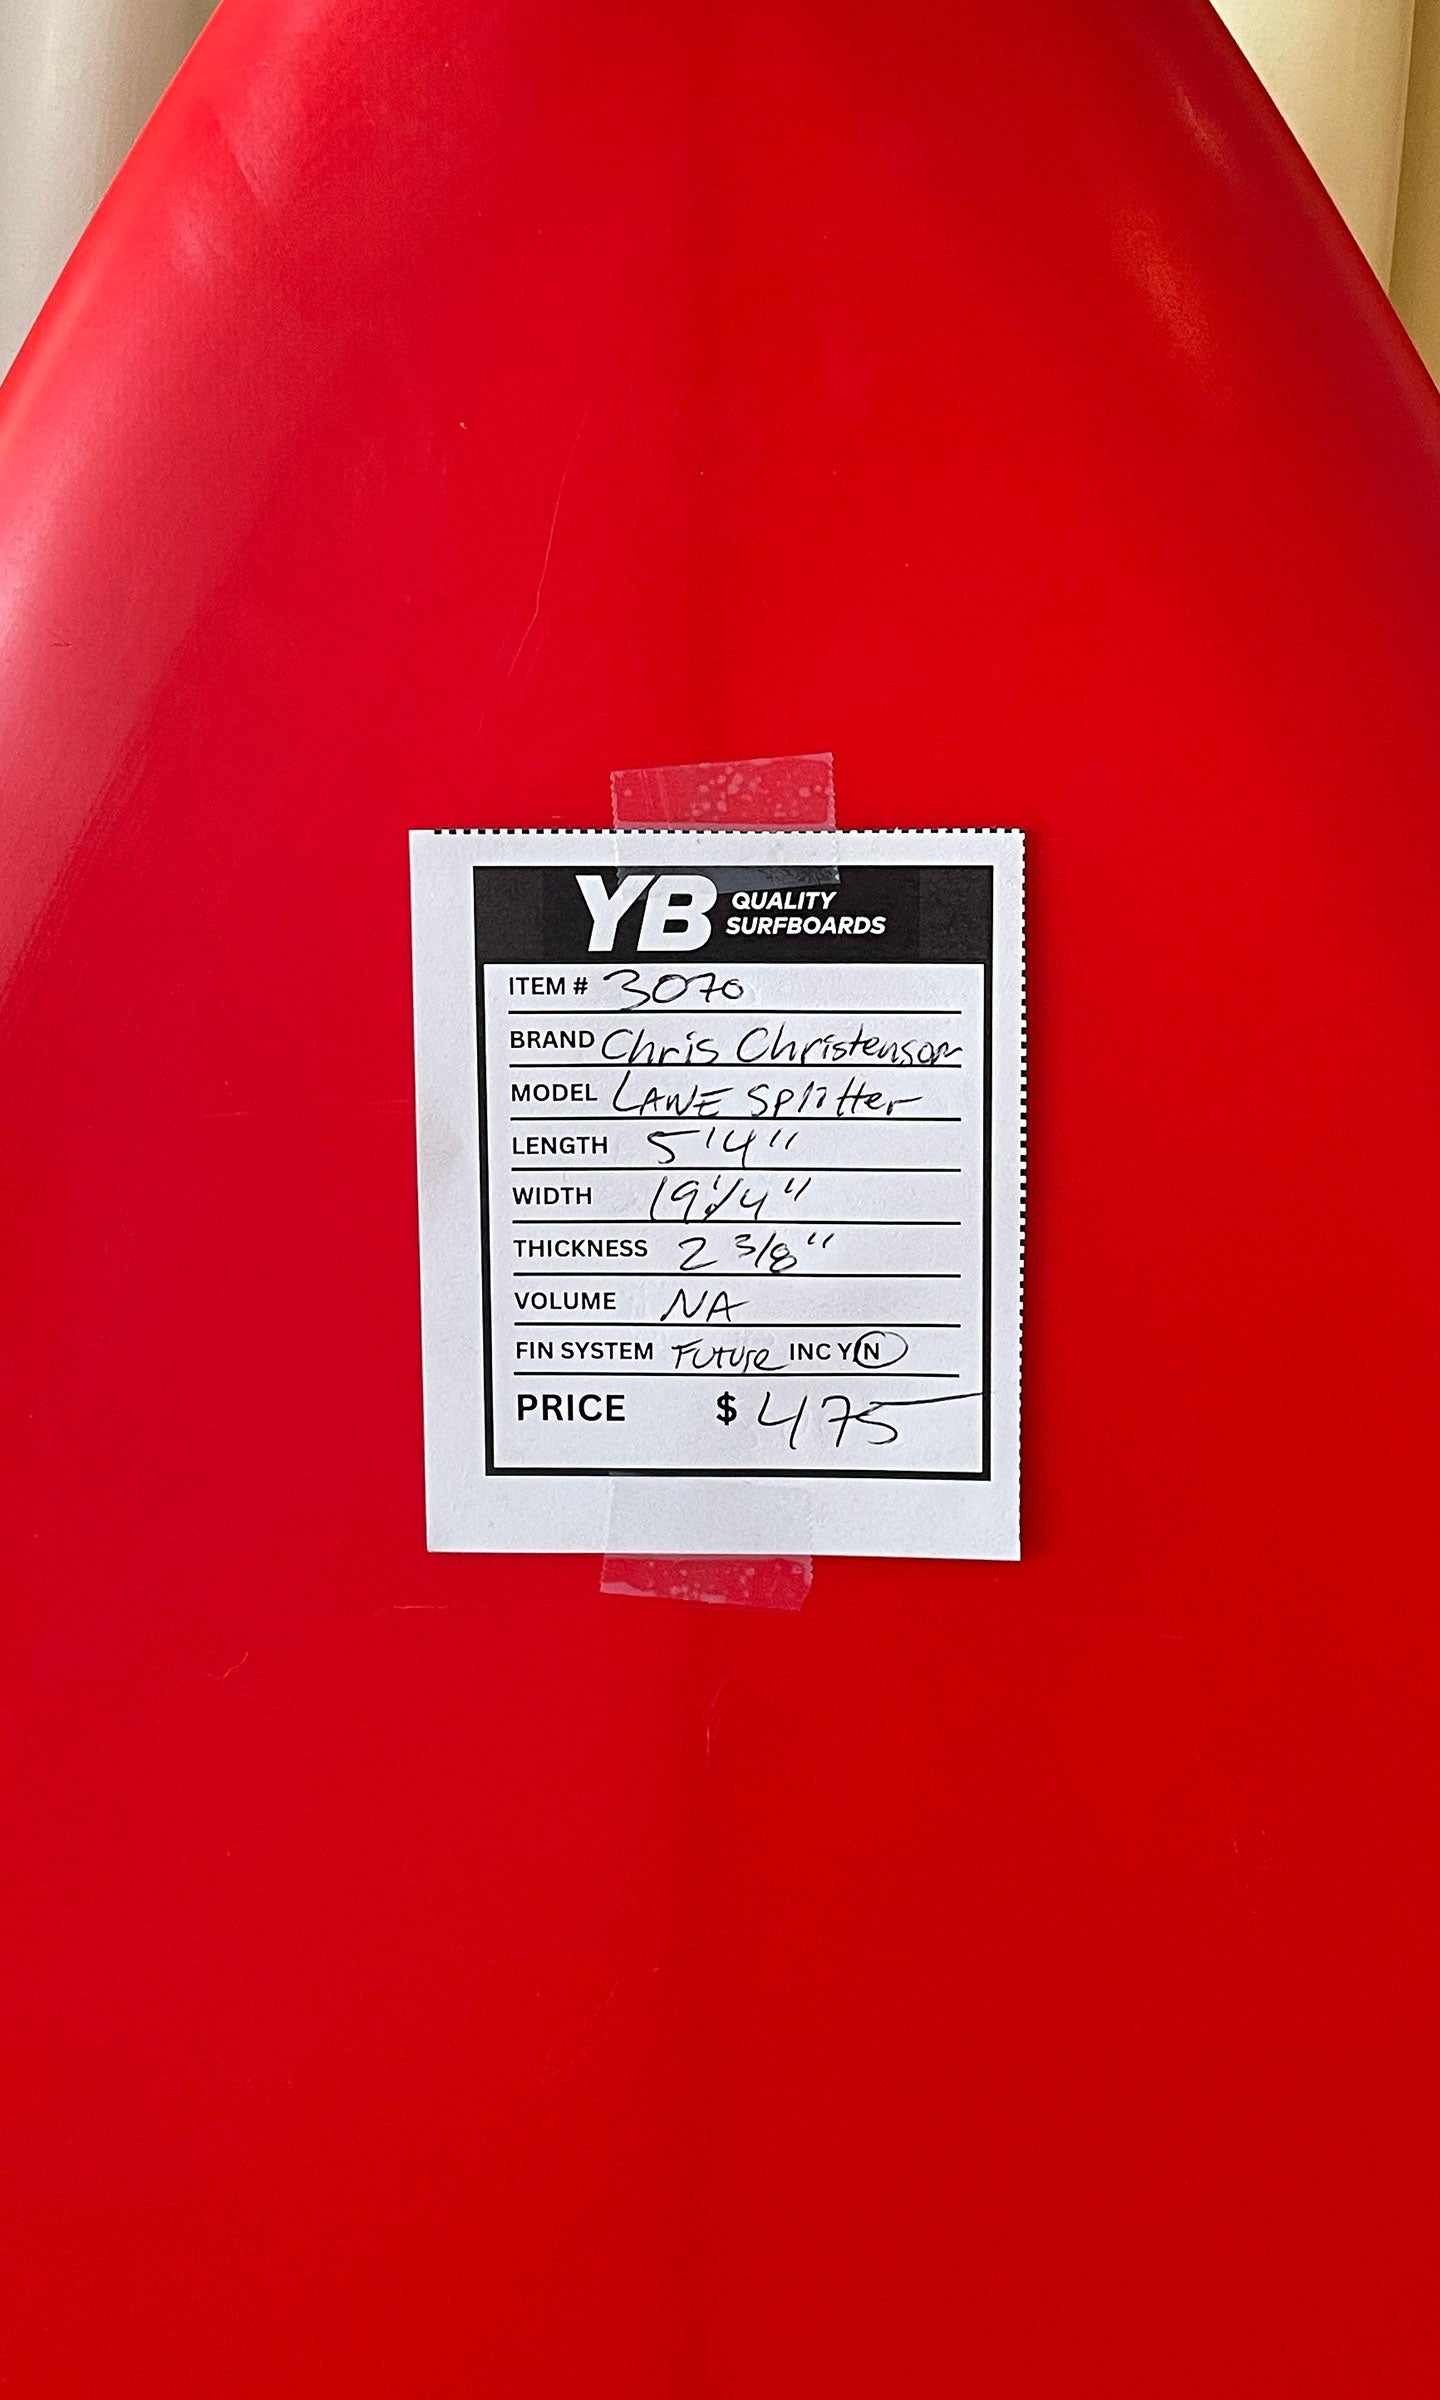 YB QUALITY
SURFBOARDS
ITEM # 3070
BRAND Chris Christenson
MODEL LANE Splitter
LENGTH 5'4"
WIDTH 19 1/4"
THICKNESS 2 3/8"
VOLUME NA
FIN SYSTEM Future INC Y/N
PRICE $ 475